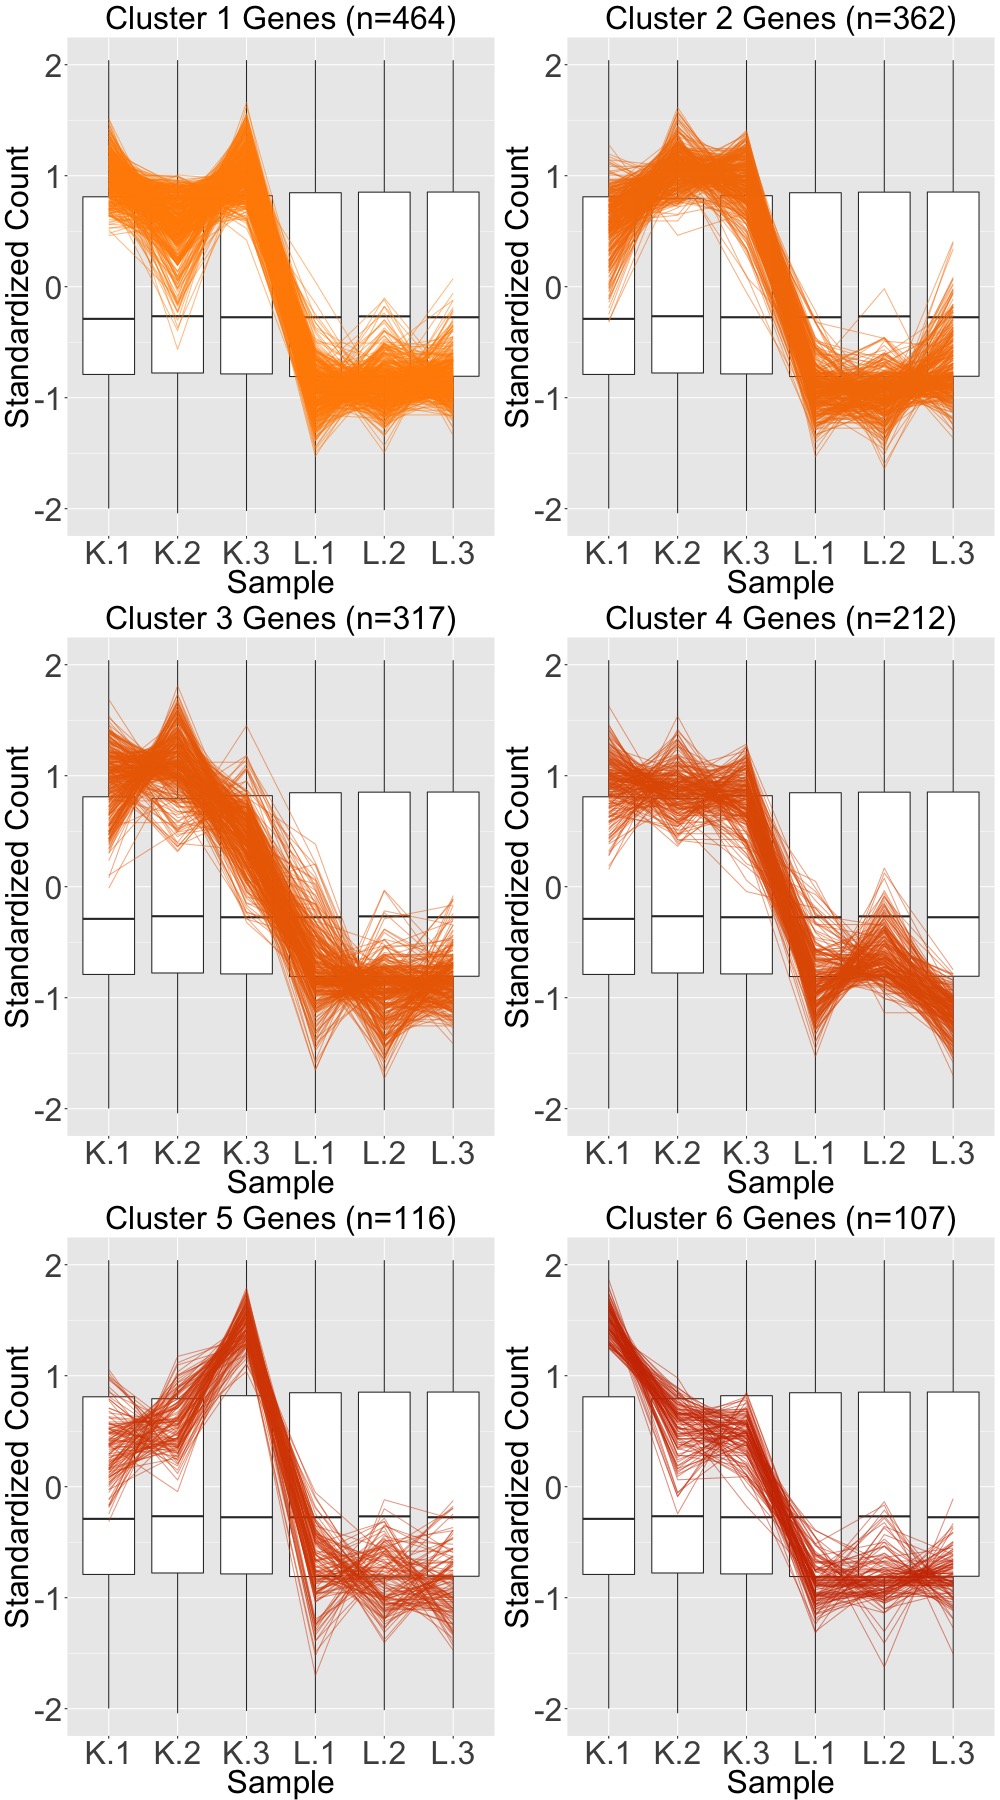 Cluster 1 Genes (n=464)
Standardized Count
2
1
0
-1
-2
K.1 K.2 K.3 L.1 L.2 L.3
Sample
Cluster 2 Genes (n=362)
Standardized Count
2
1
0
-1
-2
K.1 K.2 K.3 L.1 L.2 L.3
Sample
Cluster 3 Genes (n=317)
Standardized Count
2
1
0
-1
-2
K.1 K.2 K.3 L.1 L.2 L.3
Sample
Cluster 4 Genes (n=212)
Standardized Count
2
1
0
-1
-2
K.1 K.2 K.3 L.1 L.2 L.3
Sample
Cluster 5 Genes (n=116)
Standardized Count
2
1
0
-1
-2
K.1 K.2 K.3 L.1 L.2 L.3
Sample
Cluster 6 Genes (n=107)
Standardized Count
2
1
0
-1
-2
K.1 K.2 K.3 L.1 L.2 L.3
Sample